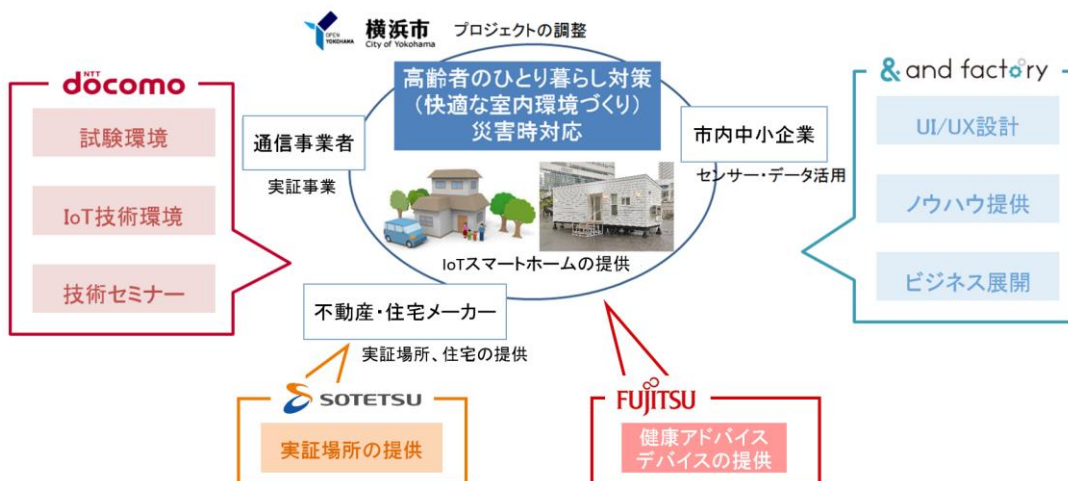 OPEN
YOKOHAMA
横浜市
City of Yokohama
プロジェクトの調整
NTT
döcomo
試験環境
IoT技術環境
技術セミナー
高齢者のひとり暮らし対策
（快適な室内環境づくり）
災害時対応
通信事業者
実証事業
市内中小企業
センサー・データ活用
IoTスマートホームの提供
不動産・住宅メーカー
実証場所、住宅の提供
& and factory
UI/UX設計
ノウハウ提供
ビジネス展開
SOTETSU
実証場所の提供
FUJITSU
健康アドバイス
デバイスの提供